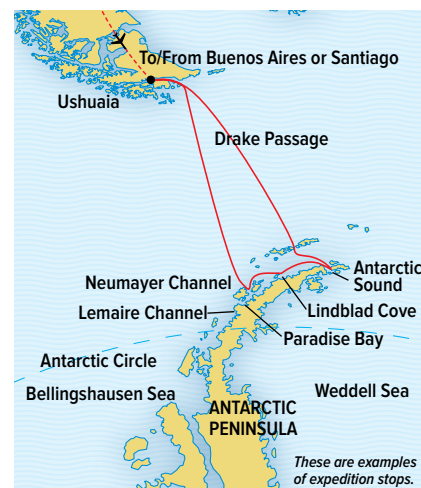 To/From Buenos Aires or Santiago
Ushuaia
Drake Passage
Antarctic
Sound
Neumayer Channel
Lindblad Cove
Lemaire Channel
Paradise Bay
Antarctic Circle
Bellingshausen Sea
Weddell Sea
ANTARCTIC
PENINSULA
These are examples
of expedition stops.